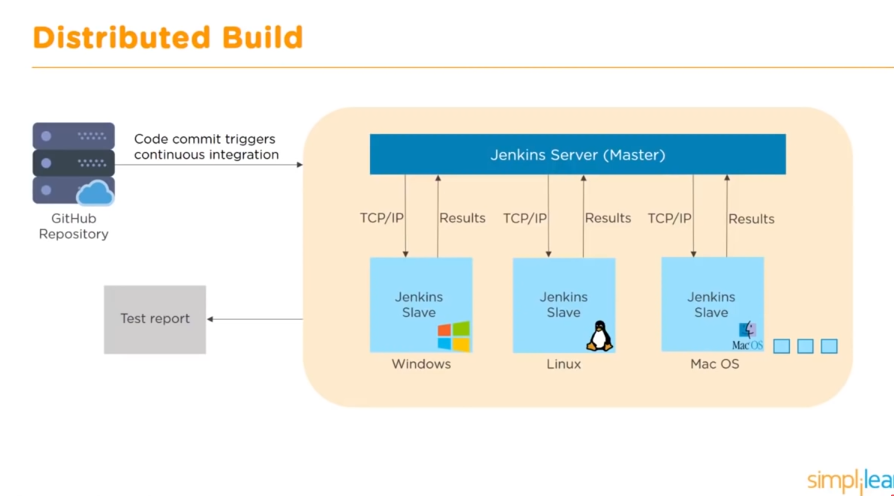 Distributed Build
Code commit triggers
continuous integration
GitHub
Repository
Jenkins Server (Master)
TCP/IP
Results
TCP/IP
Results
TCP/IP
Results
Jenkins
Slave
Windows
Jenkins
Slave
Linux
Jenkins
Slave
Mac OS
Mac OS
Test report
simplilea